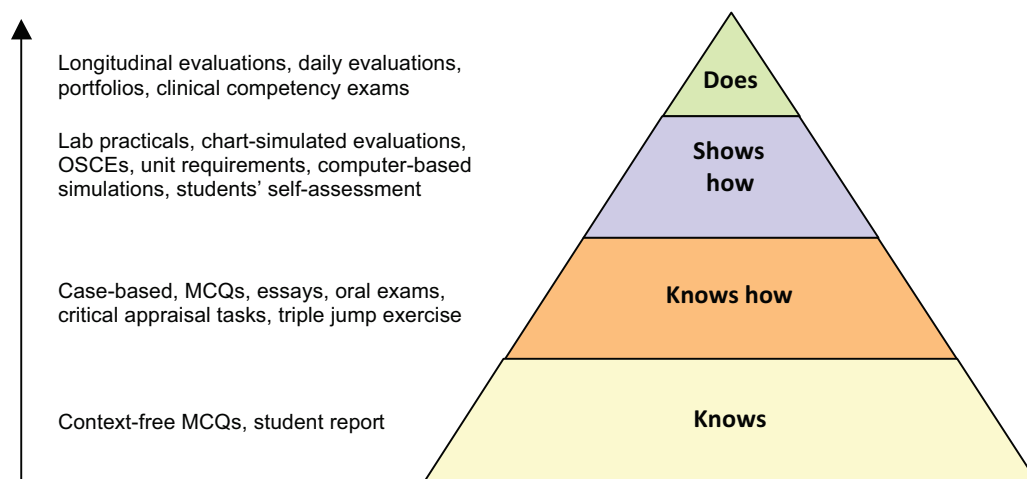 Longitudinal evaluations, daily evaluations,
portfolios, clinical competency exams
Does
Lab practicals, chart-simulated evaluations,
OSCEs, unit requirements, computer-based
simulations, students’ self-assessment
Shows
how
Case-based, MCQs, essays, oral exams,
critical appraisal tasks, triple jump exercise
Knows how
Context-free MCQs, student report
Knows